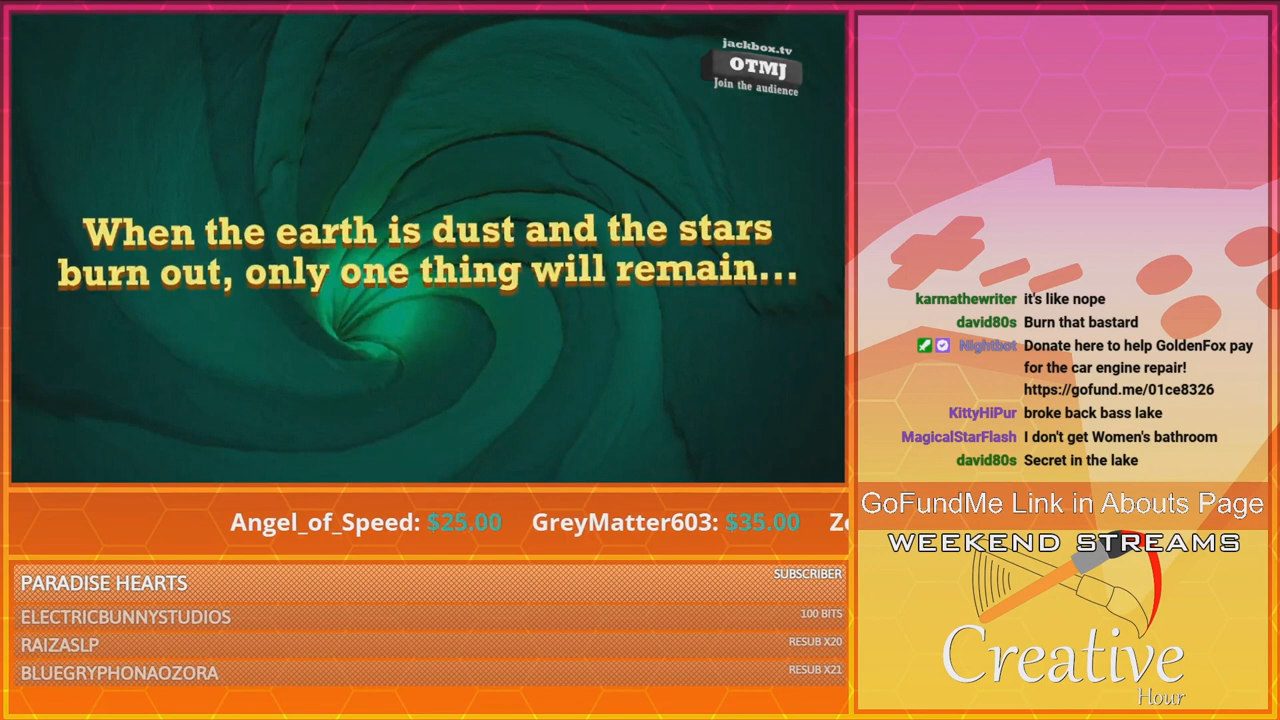 jackbox.tv
OTMJ
Join the audience
When the earth is dust and the stars
burn out, only one thing will remain...
Angel_of_Speed: $25.00 GreyMatter603: $35.00
PARADISE HEARTS SUBSCRIBER
ELECTRICBUNNYSTUDIOS 100 BITS
RAIZASLP RESUB X20
BLUEGRYPHONAOZORA RESUB X21
karmathewriter it's like nope
david80s Burn that bastard
Nightbot Donate here to help GoldenFox pay
for the car engine repair!
https://gofund.me/01ce8326
KittyHiPur broke back bass lake
MagicalStarFlash I don't get Women's bathroom
david80s Secret in the lake
GoFundMe Link in Abouts Page
WEEKEND STREAMS
Creative
Hour